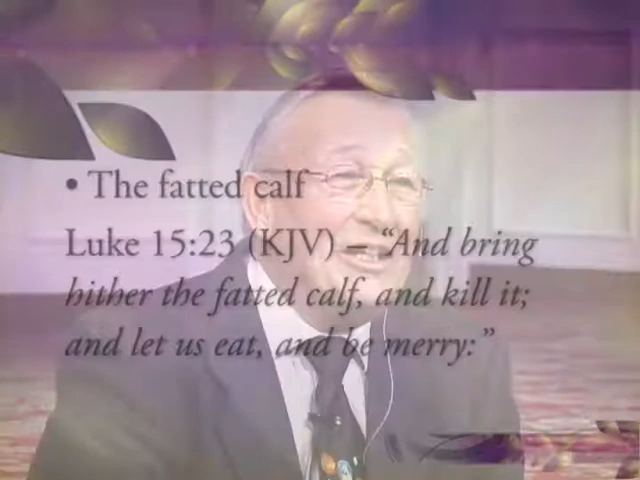 • The fatted calf
Luke 15:23 (KJV) – “And bring
hither the fatted calf, and kill it;
and let us eat, and be merry:”